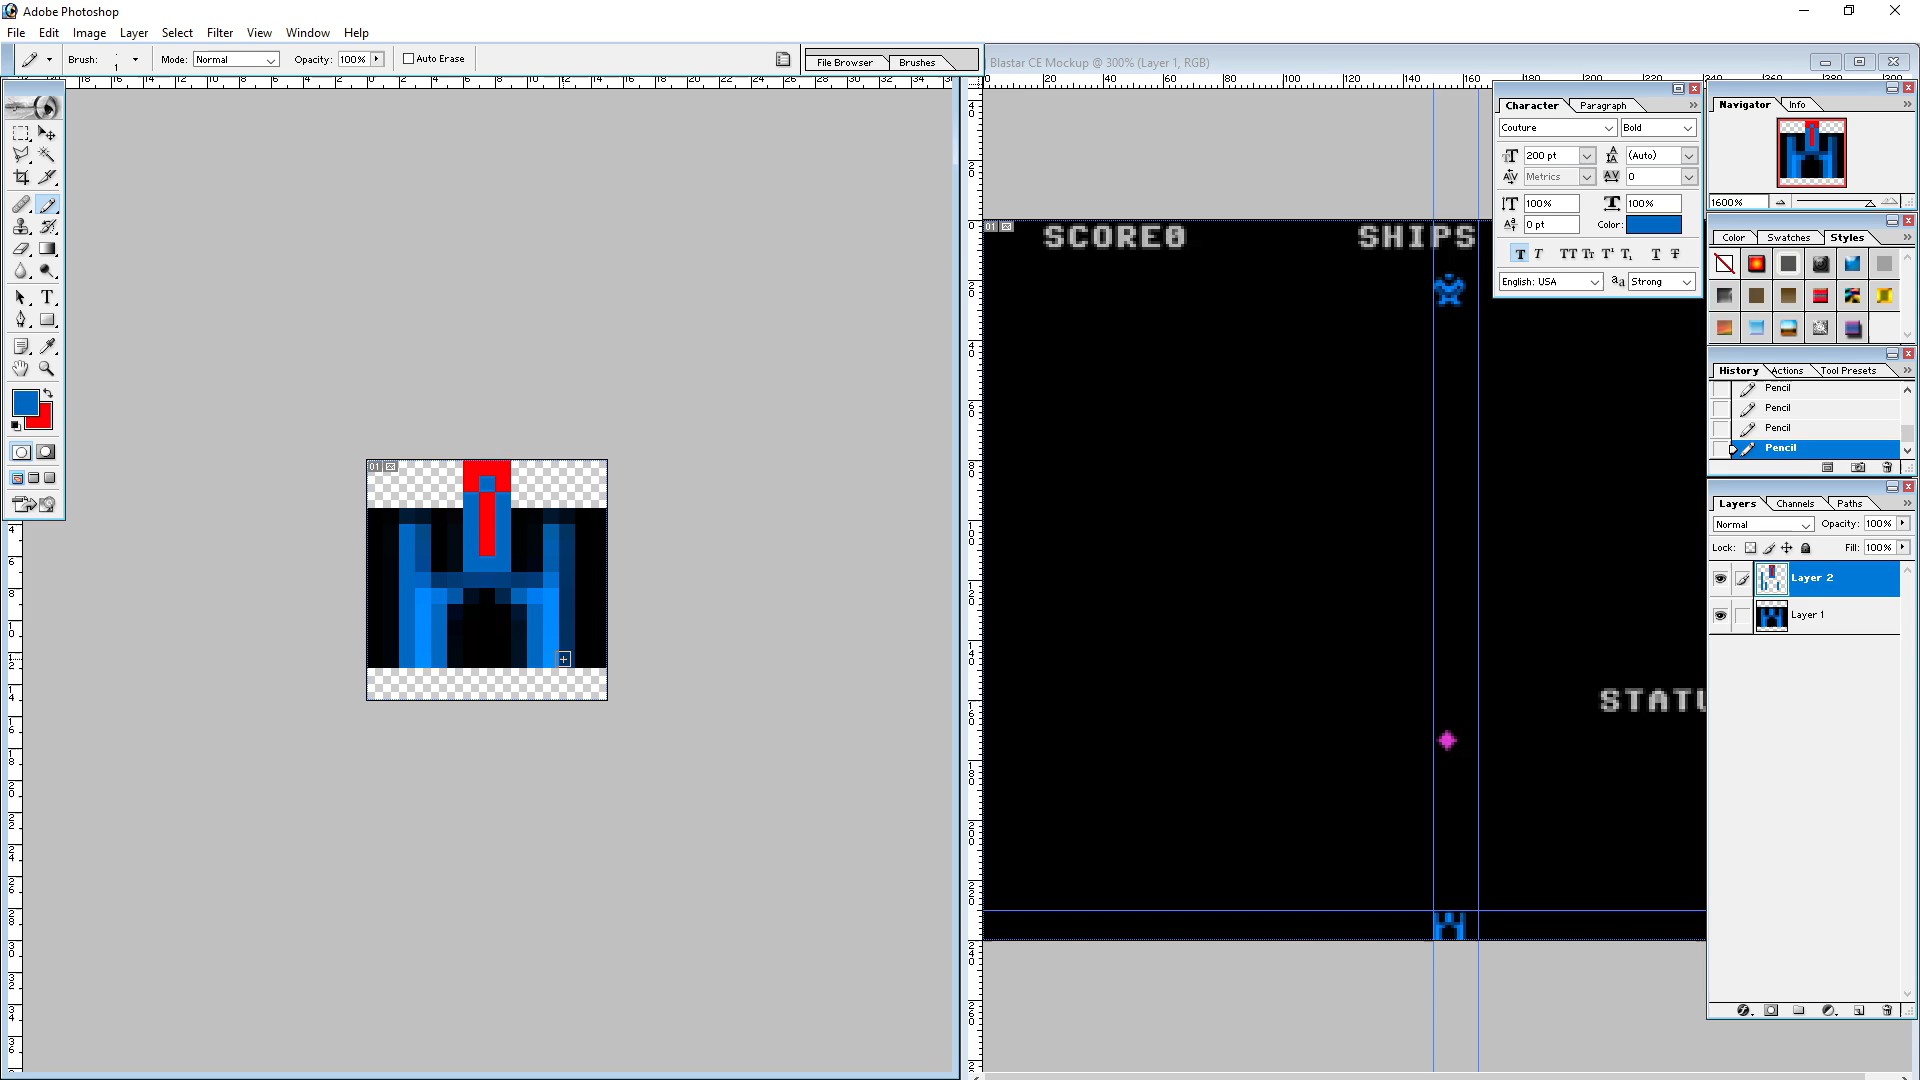 Adobe Photoshop
File Edit Image Layer Select Filter View Window Help
Brush: 1 Mode: Normal Opacity: 100% Auto Erase File Browser Brushes
Blastar CE Mockup @ 300% (Layer 1, RGB)
Character Paragraph
Couture Bold
200 pt (Auto)
Metrics 0
100% 100%
0 pt Color:
English: USA Strong
Navigator Info
1600%
Color Swatches Styles
History Actions Tool Presets
Pencil
Pencil
Pencil
Pencil
Layers Channels Paths
Normal Opacity: 100%
Lock: Fill: 100%
Layer 2
Layer 1
01
01
SCORE0 SHIPS
STATU